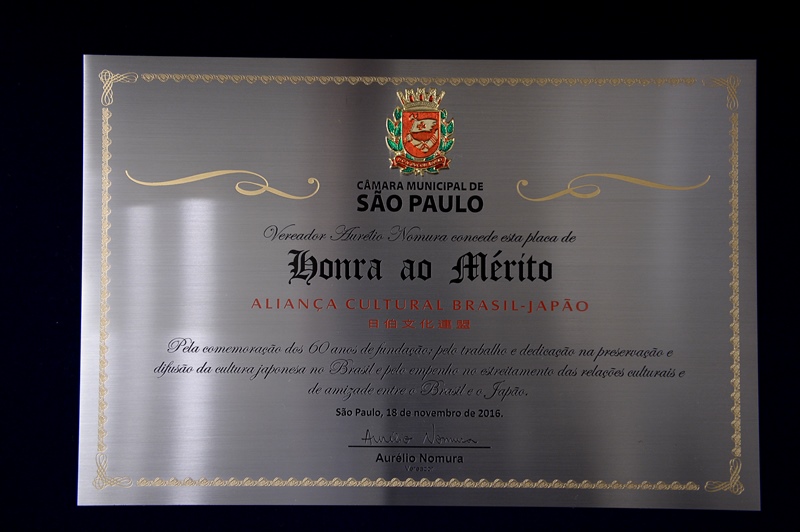 CÂMARA MUNICIPAL DE
SÃO PAULO
Vereador Aurélio Nomura concede esta placa de
Honra ao Mérito
ALIANÇA CULTURAL BRASIL-JAPÃO
日伯文化連盟
Pela comemoração dos 60 anos de fundação; pelo trabalho e dedicação na preservação e
difusão da cultura japonesa no Brasil e pelo empenho no estreitamento das relações culturais e
de amizade entre o Brasil e o Japão.
São Paulo, 18 de novembro de 2016.
Aurélio Nomura
Aurélio Nomura
Vereador